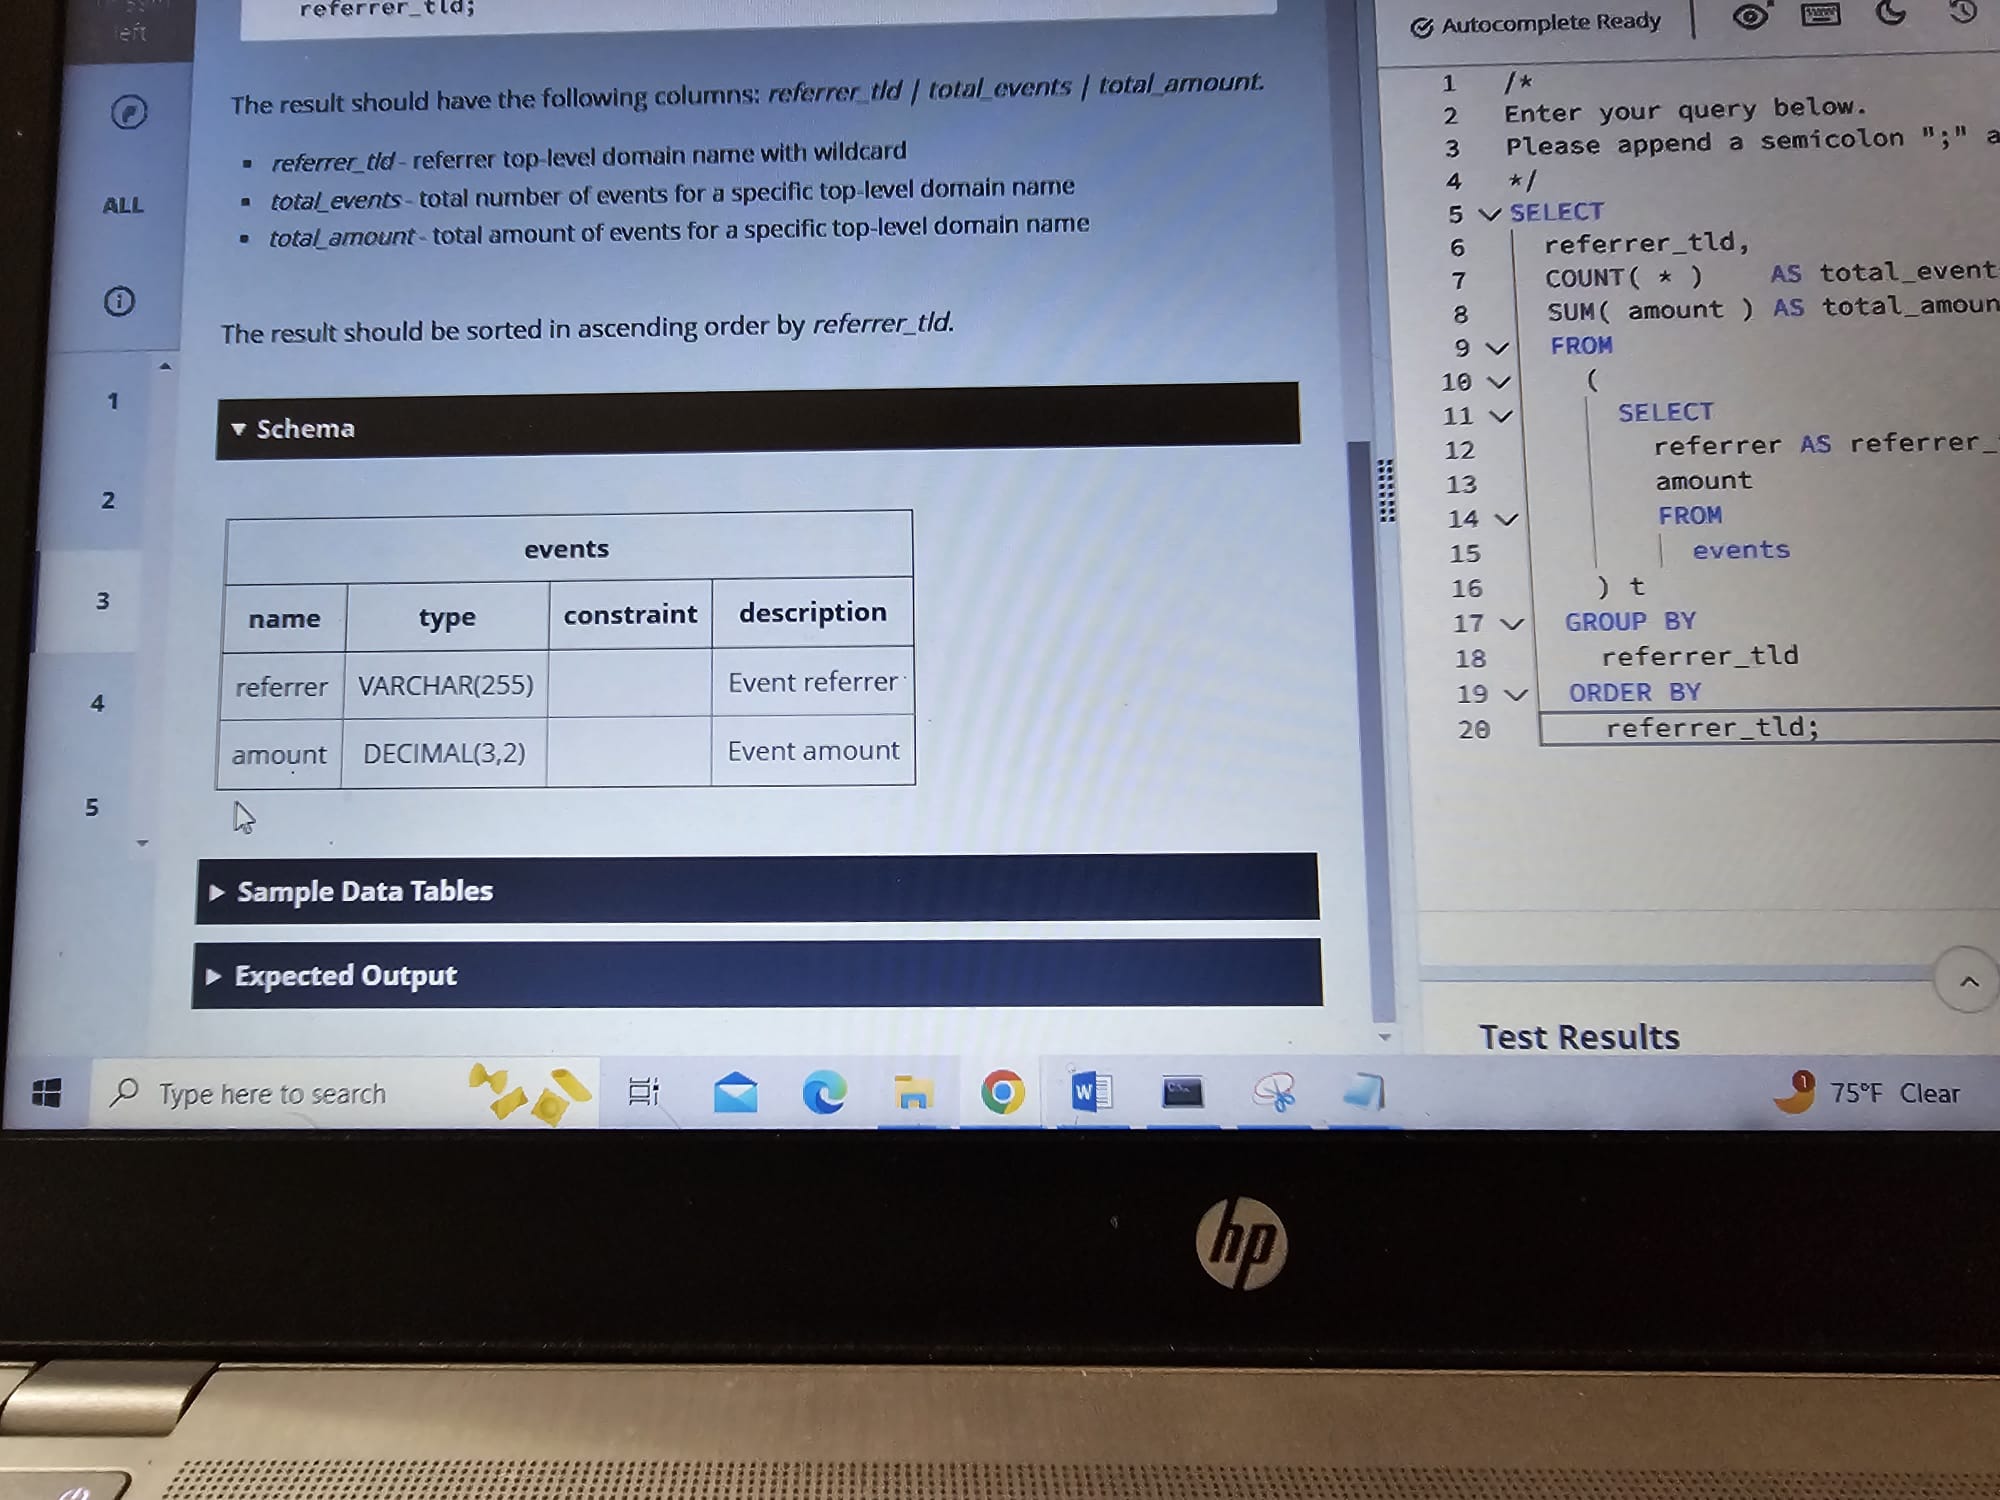 left
referrer_tld;
The result should have the following columns: referrer_tld | total_events | total_amount.
▪ referrer_tld - referrer top-level domain name with wildcard
▪ total_events - total number of events for a specific top-level domain name
▪ total_amount - total amount of events for a specific top-level domain name
The result should be sorted in ascending order by referrer_tld.
ALL
1
2
3
4
5
▼ Schema
events
name type constraint description
referrer VARCHAR(255) Event referrer
amount DECIMAL(3,2) Event amount
▶ Sample Data Tables
▶ Expected Output
Autocomplete Ready
1 /*
2 Enter your query below.
3 Please append a semicolon ";" a
4 */
5 SELECT
6 referrer_tld,
7 COUNT( * ) AS total_event
8 SUM( amount ) AS total_amoun
9 FROM
10 (
11 SELECT
12 referrer AS referrer_
13 amount
14 FROM
15 events
16 ) t
17 GROUP BY
18 referrer_tld
19 ORDER BY
20 referrer_tld;
Test Results
Type here to search
W
1
75°F Clear
hp